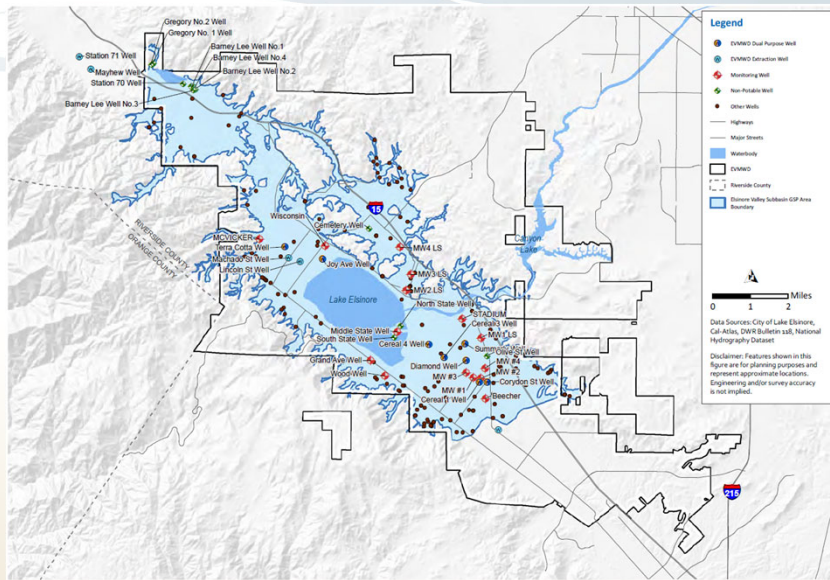 Gregory No.2 Well
Gregory No. 1 Well
Barney Lee Well No.1
Barney Lee Well No.4
Barney Lee Well No.2
Station 71 Well
Mayhew Well
Station 70 Well
Barney Lee Well No.3
RIVERSIDE COUNTY
ORANGE COUNTY
Wisconsin
15
Cemetery Well
MCVICKER
Terra Cotta Well
Machado St Well
Lincoln St Well
Joy Ave Well
MW4 LS
MW3 LS
MW2 LS
Canyon
Lake
Lake Elsinore
North State Well
STADIUM
Cereal 3 Well
MW1 LS
Middle State Well
South State Well
Cereal 4 Well
Olive St Well
Grand Ave Well
Diamond Well
MW #4
MW #2
Wood Well
MW #3
Corydon St Well
MW #1
Cereal 1 Well
Beecher
215
Legend
EVMWD Dual Purpose Well
EVMWD Extraction Well
Monitoring Well
Non-Potable Well
Other Wells
Highways
Major Streets
Waterbody
EVMWD
Riverside County
Elsinore Valley Subbasin GSP Area
Boundary
N
0 1 2
Miles
Data Sources: City of Lake Elsinore,
Cal-Atlas, DWR Bulletin 118, National
Hydrography Dataset
Disclaimer: Features shown in this
figure are for planning purposes and
represent approximate locations.
Engineering and/or survey accuracy
is not implied.